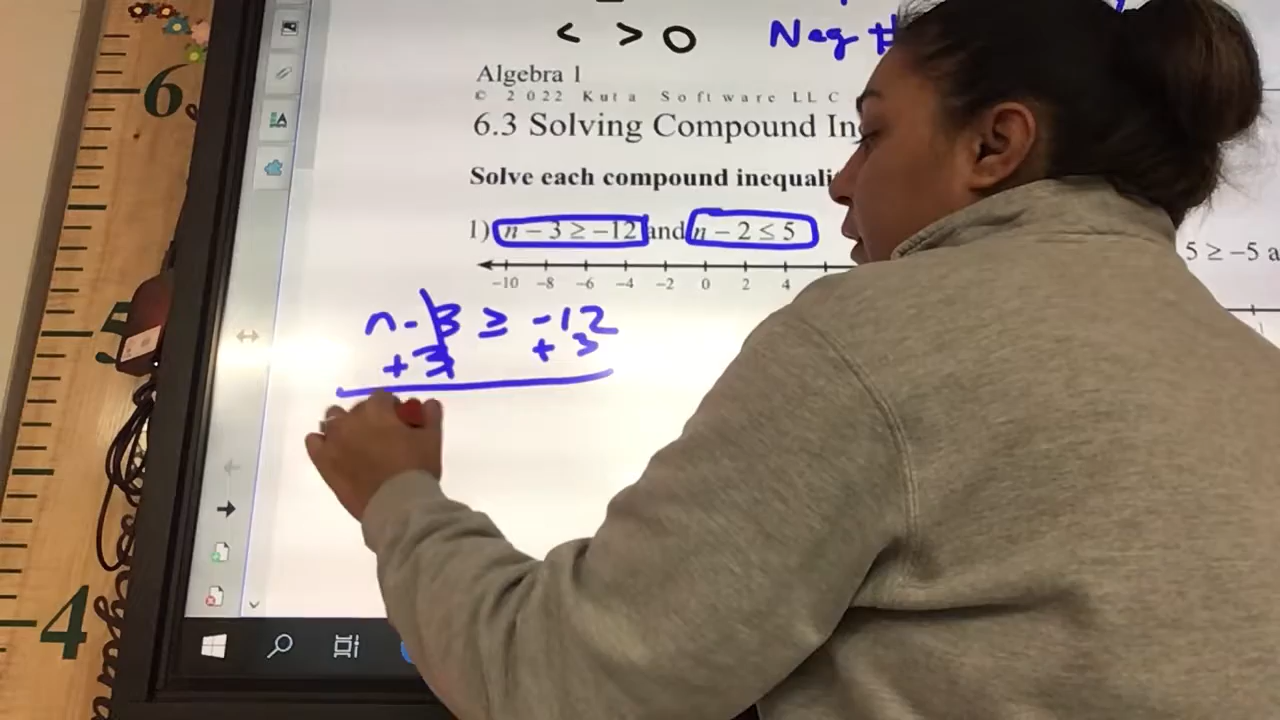 < > 0 Neg #
Algebra 1
© 2022 Kuta Software LLC
6.3 Solving Compound In
Solve each compound inequali
1) n − 3 ≥ −12 and n − 2 ≤ 5
5 ≥ −5 a
-10 -8 -6 -4 -2 0 2 4
n - 3 ≥ -12
+ 3 + 3
6
5
4